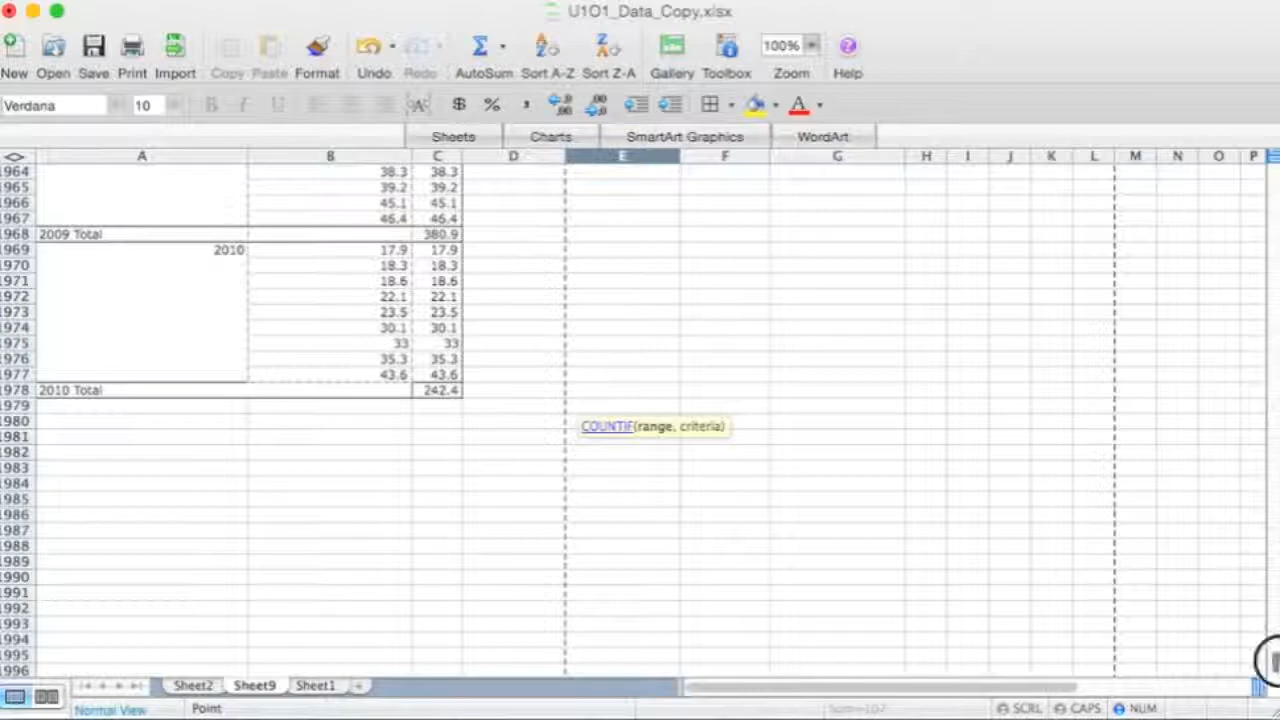 U1O1_Data_Copy.xlsx
New Open Save Print Import Copy Paste Format Undo Redo AutoSum Sort A-Z Sort Z-A Gallery Toolbox 100% Zoom Help
Verdana 10 B I U $ % ,
Sheets Charts SmartArt Graphics WordArt
A B C D E F G H I J K L M N O P
1964 38.3 38.3
1965 39.2 39.2
1966 45.1 45.1
1967 46.4 46.4
1968 2009 Total 380.9
1969 2010 17.9 17.9
1970 18.3 18.3
1971 18.6 18.6
1972 22.1 22.1
1973 23.5 23.5
1974 30.1 30.1
1975 33 33
1976 35.3 35.3
1977 43.6 43.6
1978 2010 Total 242.4
1979
1980
COUNTIF(range, criteria)
1981
1982
1983
1984
1985
1986
1987
1988
1989
1990
1991
1992
1993
1994
1995
1996
Sheet2 Sheet9 Sheet1 +
Normal View Point Sum=107 SCRL CAPS NUM